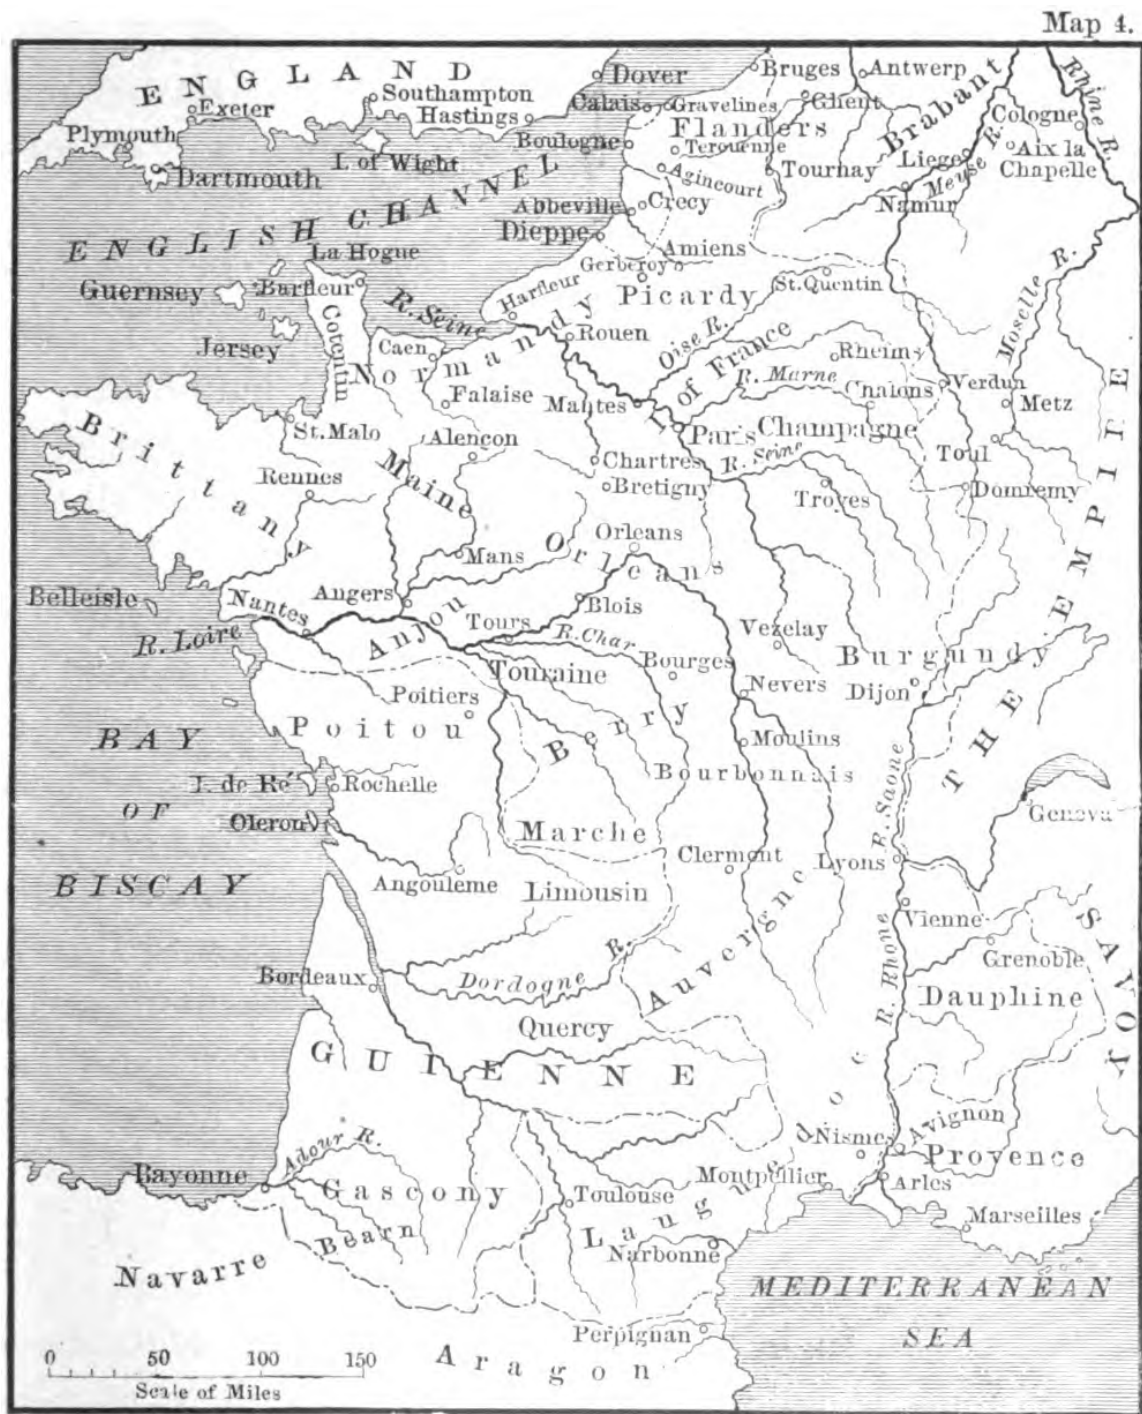 Map 4.
ENGLAND
Dover
Bruges
Antwerp
Rhine R.
Exeter
Southampton
Calais
Gravelines
Ghent
Brabant
Cologne
Plymouth
Hastings
Flanders
Boulogne
Terouenne
Liege
Meuse R.
Aix la
Chapelle
I. of Wight
Dartmouth
Agincourt
Tournay
Namur
ENGLISH CHANNEL
Abbeville
Crecy
Dieppe
Amiens
La Hogue
Gerberoy
Guernsey
Barfleur
R. Seine
Harfleur
Picardy
St. Quentin
Moselle R.
Jersey
Cotentin
Caen
Normandy
Rouen
Oise R.
I. of France
Rheims
R. Marne
Chalons
Verdun
Falaise
Mantes
Metz
Brittany
St. Malo
Alençon
Paris
Champagne
Rennes
Maine
Chartres
R. Seine
Toul
Bretigny
Troyes
Domremy
THE EMPIRE
Mans
Orleans
Orleans
Belleisle
Nantes
Angers
Blois
R. Loire
Anjou
Tours
R. Char
Vezelay
Burgundy
Touraine
Bourges
Poitiers
Nevers
Dijon
Poitou
Berry
BAY
OF
BISCAY
Moulins
I. de Ré
Rochelle
Bourbonnais
R. Saone
Oleron
Geneva
Marche
Clermont
Lyons
Angouleme
Limousin
Vienne
SAVOY
Bordeaux
Dordogne R.
Auvergne
R. Rhone
Grenoble
Quercy
Dauphine
GUIENNE
Avignon
Adour R.
Nismes
Provence
Bayonne
Montpellier
Arles
Gascony
Toulouse
Languedoc
Marseilles
Bearn
Narbonne
Navarre
MEDITERRANEAN
SEA
Perpignan
Aragon
0 50 100 150
Scale of Miles